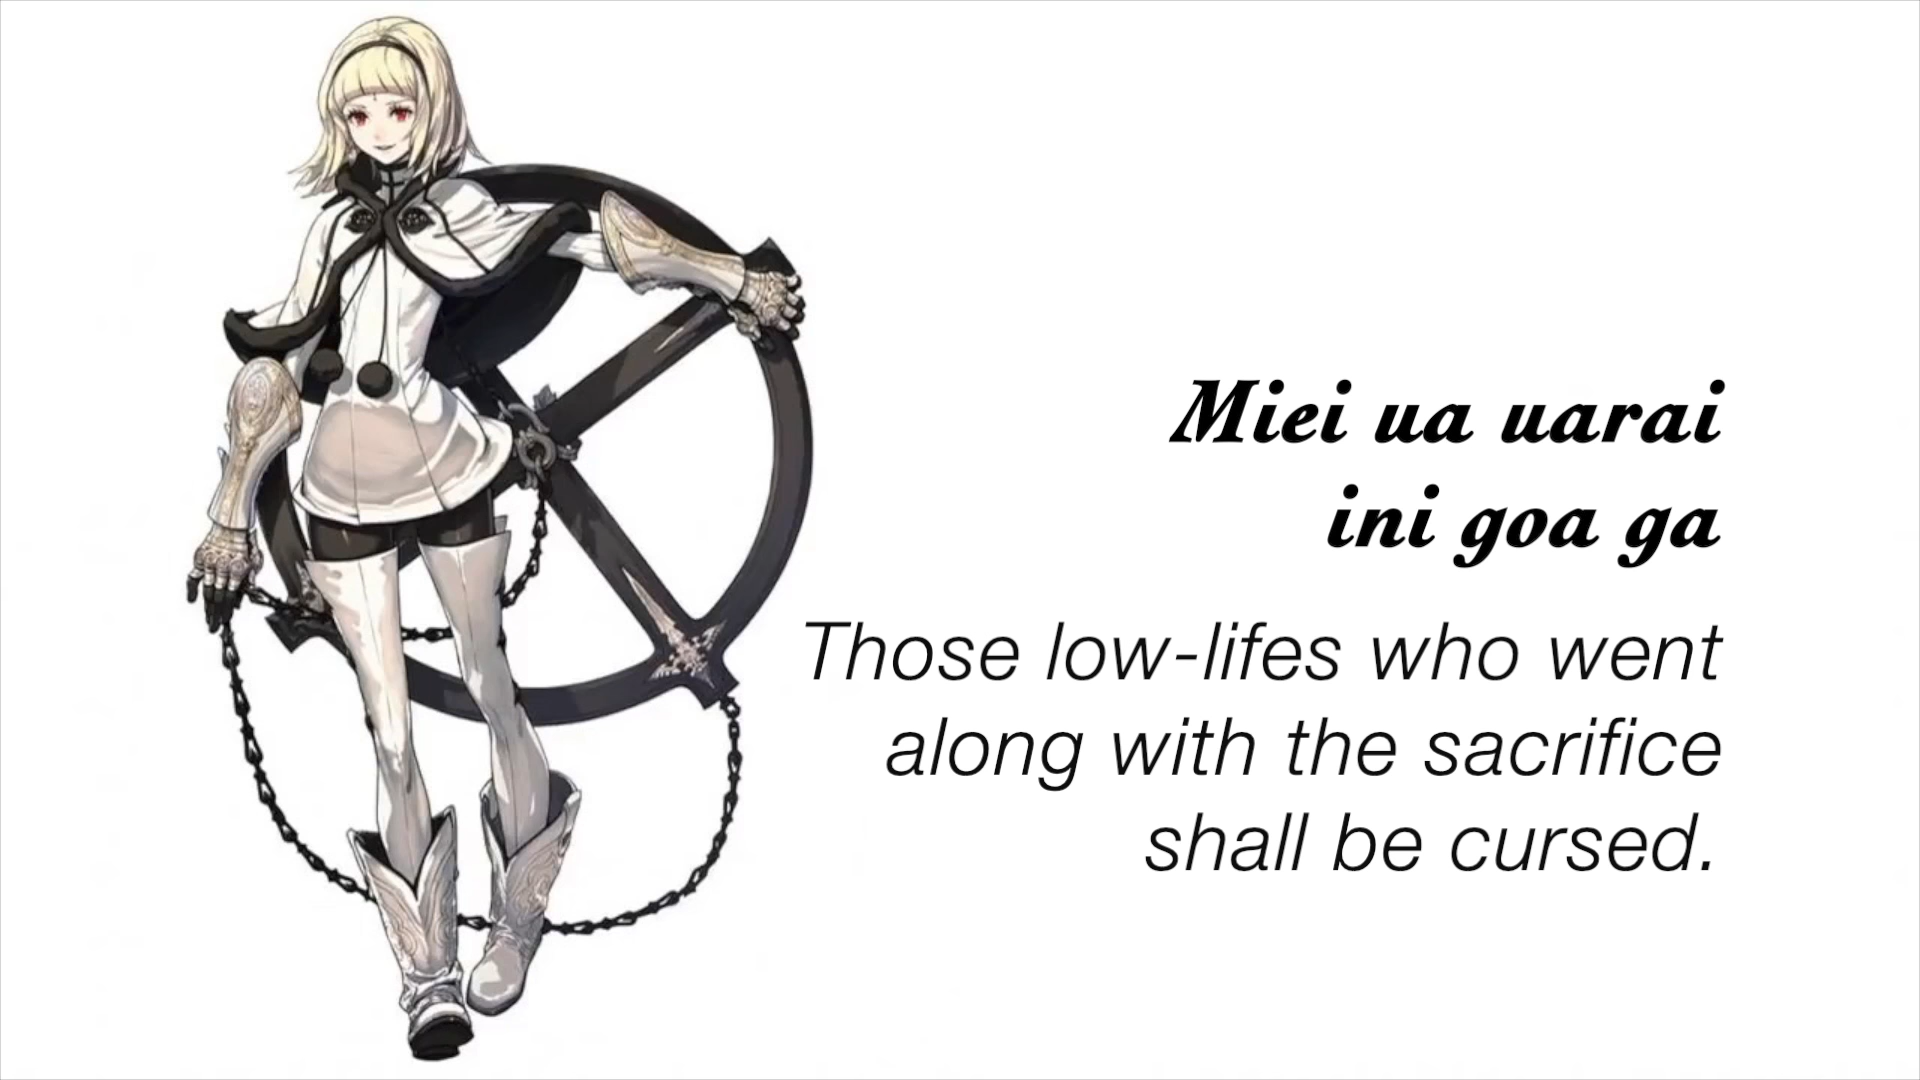 Miei ua uarai
ini goa ga
Those low-lifes who went
along with the sacrifice
shall be cursed.